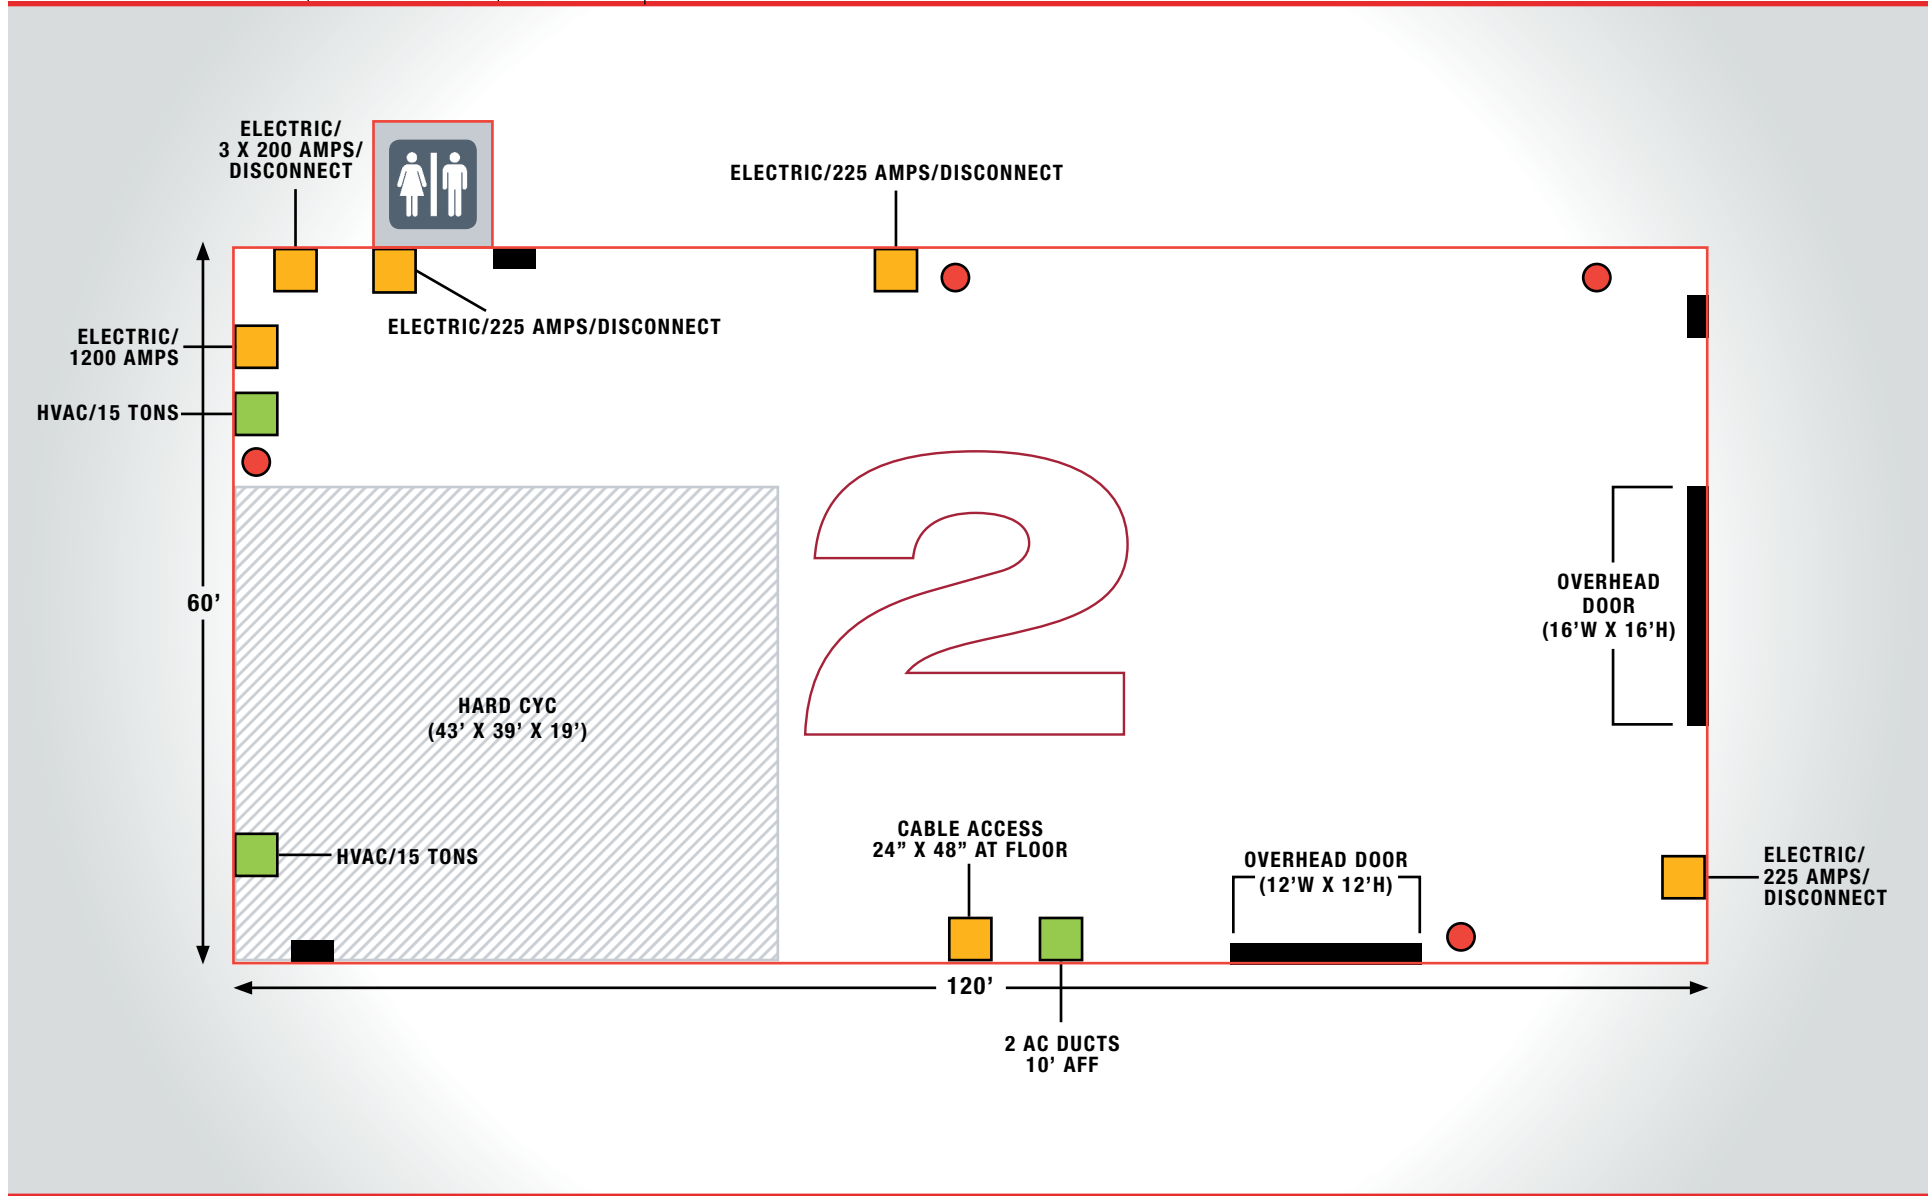 ELECTRIC/
3 X 200 AMPS/
DISCONNECT
ELECTRIC/225 AMPS/DISCONNECT
ELECTRIC/225 AMPS/DISCONNECT
ELECTRIC/
1200 AMPS
HVAC/15 TONS
2
60’
OVERHEAD
DOOR
(16’W X 16’H)
HARD CYC
(43’ X 39’ X 19’)
HVAC/15 TONS
CABLE ACCESS
24” X 48” AT FLOOR
OVERHEAD DOOR
(12’W X 12’H)
ELECTRIC/
225 AMPS/
DISCONNECT
120’
2 AC DUCTS
10’ AFF